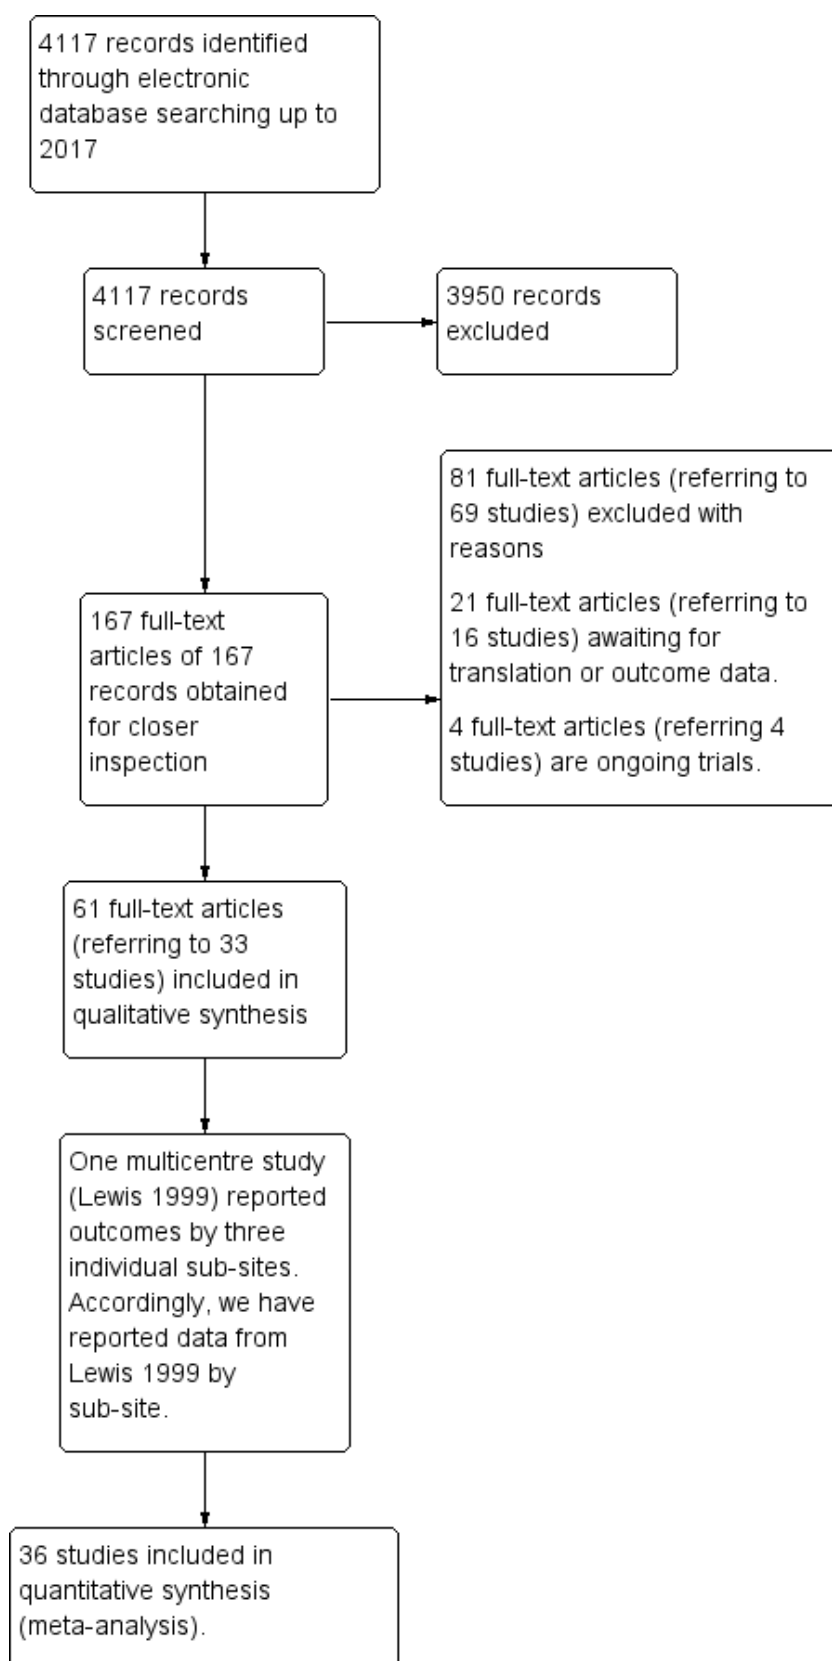 4117 records identified
through electronic
database searching up to
2017
4117 records
screened
3950 records
excluded
81 full-text articles (referring to
69 studies) excluded with
reasons
21 full-text articles (referring to
16 studies) awaiting for
translation or outcome data.
4 full-text articles (referring 4
studies) are ongoing trials.
167 full-text
articles of 167
records obtained
for closer
inspection
61 full-text articles
(referring to 33
studies) included in
qualitative synthesis
One multicentre study
(Lewis 1999) reported
outcomes by three
individual sub-sites.
Accordingly, we have
reported data from
Lewis 1999 by
sub-site.
36 studies included in
quantitative synthesis
(meta-analysis).